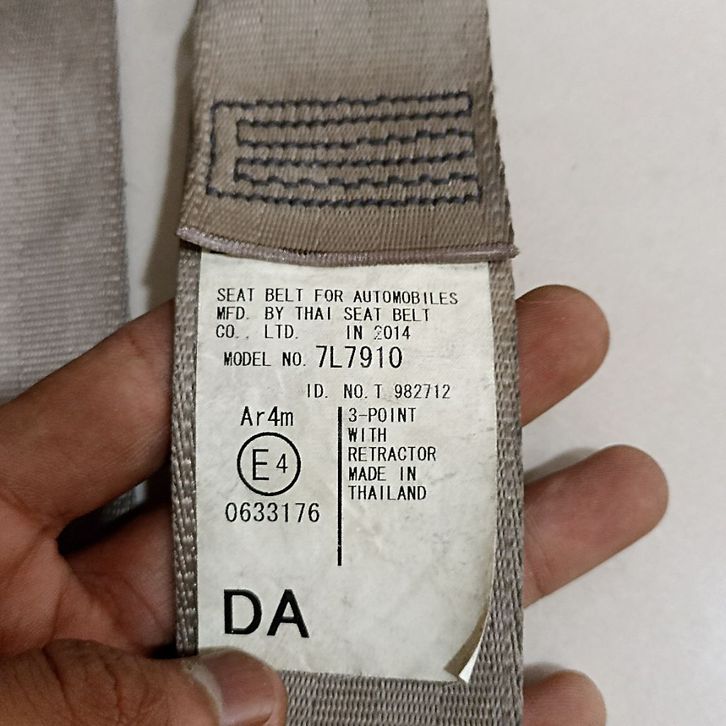 SEAT BELT FOR AUTOMOBILES
MFD. BY THAI SEAT BELT
CO., LTD. IN 2014
MODEL NO. 7L7910
ID. NO. T 982712
Ar4m
E4
0633176
3-POINT
WITH
RETRACTOR
MADE IN
THAILAND
DA